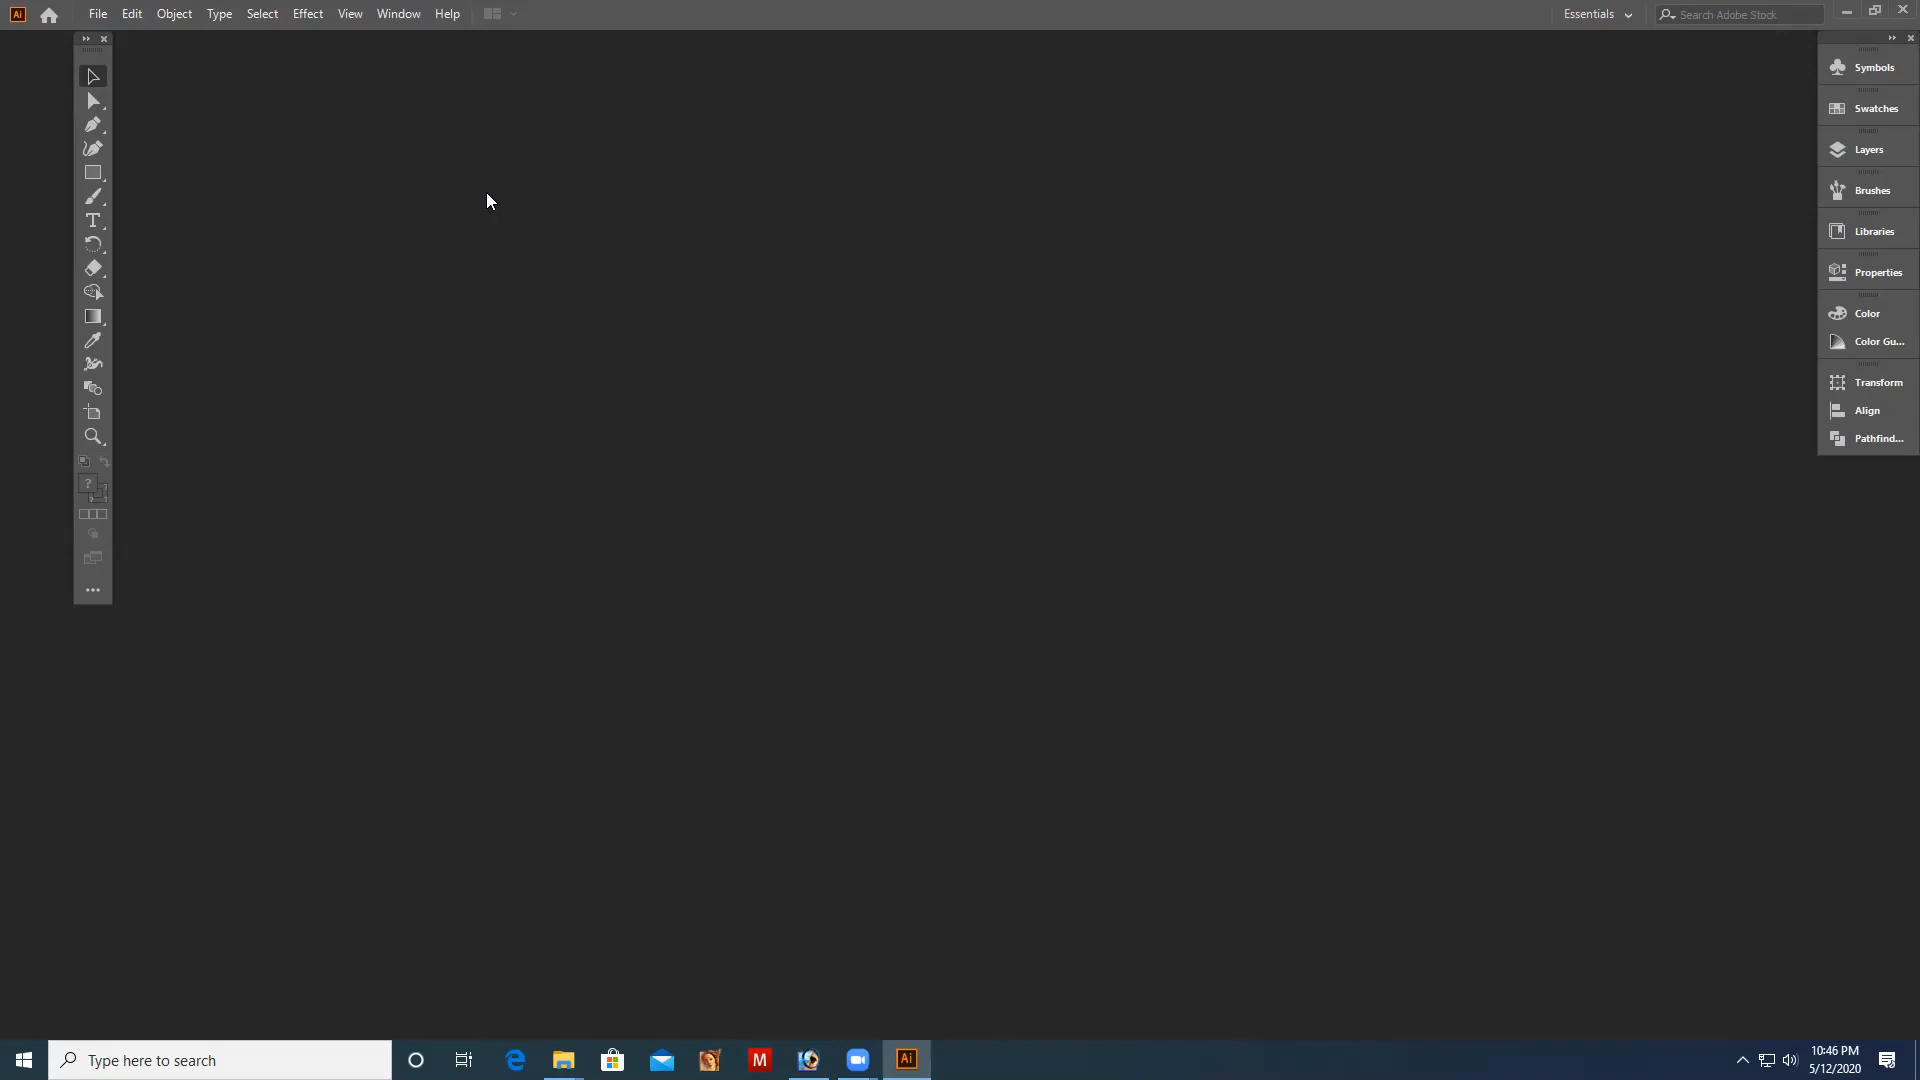 Ai File Edit Object Type Select Effect View Window Help Essentials Search Adobe Stock
Symbols
Swatches
Layers
Brushes
Libraries
Properties
Color
Color Gu...
Transform
Align
Pathfind...
T
?
Type here to search
M
Ai
10:46 PM
5/12/2020